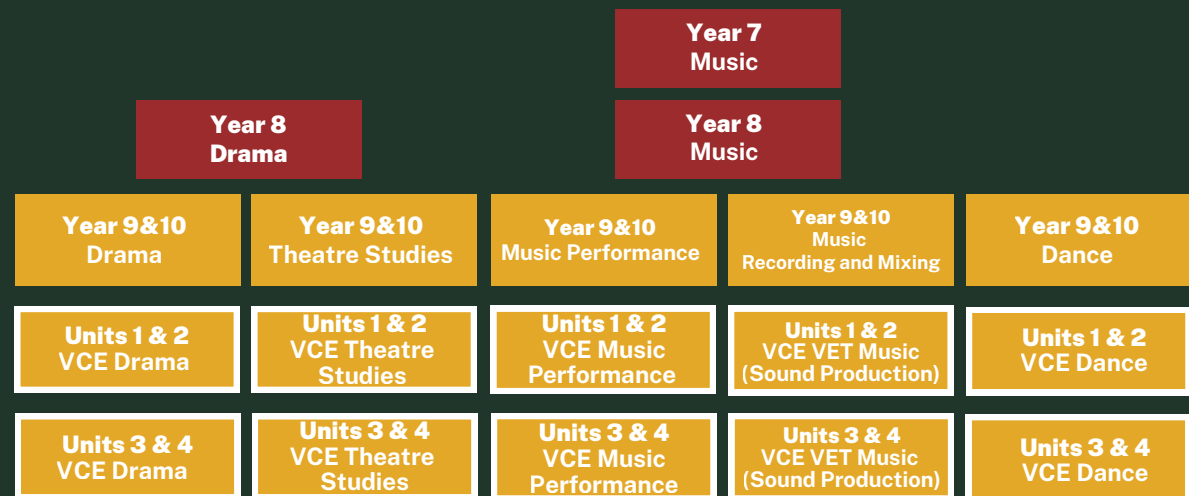 Year 7
Music
Year 8
Drama
Year 8
Music
Year 9&10
Drama
Year 9&10
Theatre Studies
Year 9&10
Music Performance
Year 9&10
Music
Recording and Mixing
Year 9&10
Dance
Units 1 & 2
VCE Drama
Units 1 & 2
VCE Theatre
Studies
Units 1 & 2
VCE Music
Performance
Units 1 & 2
VCE VET Music
(Sound Production)
Units 1 & 2
VCE Dance
Units 3 & 4
VCE Drama
Units 3 & 4
VCE Theatre
Studies
Units 3 & 4
VCE Music
Performance
Units 3 & 4
VCE VET Music
(Sound Production)
Units 3 & 4
VCE Dance